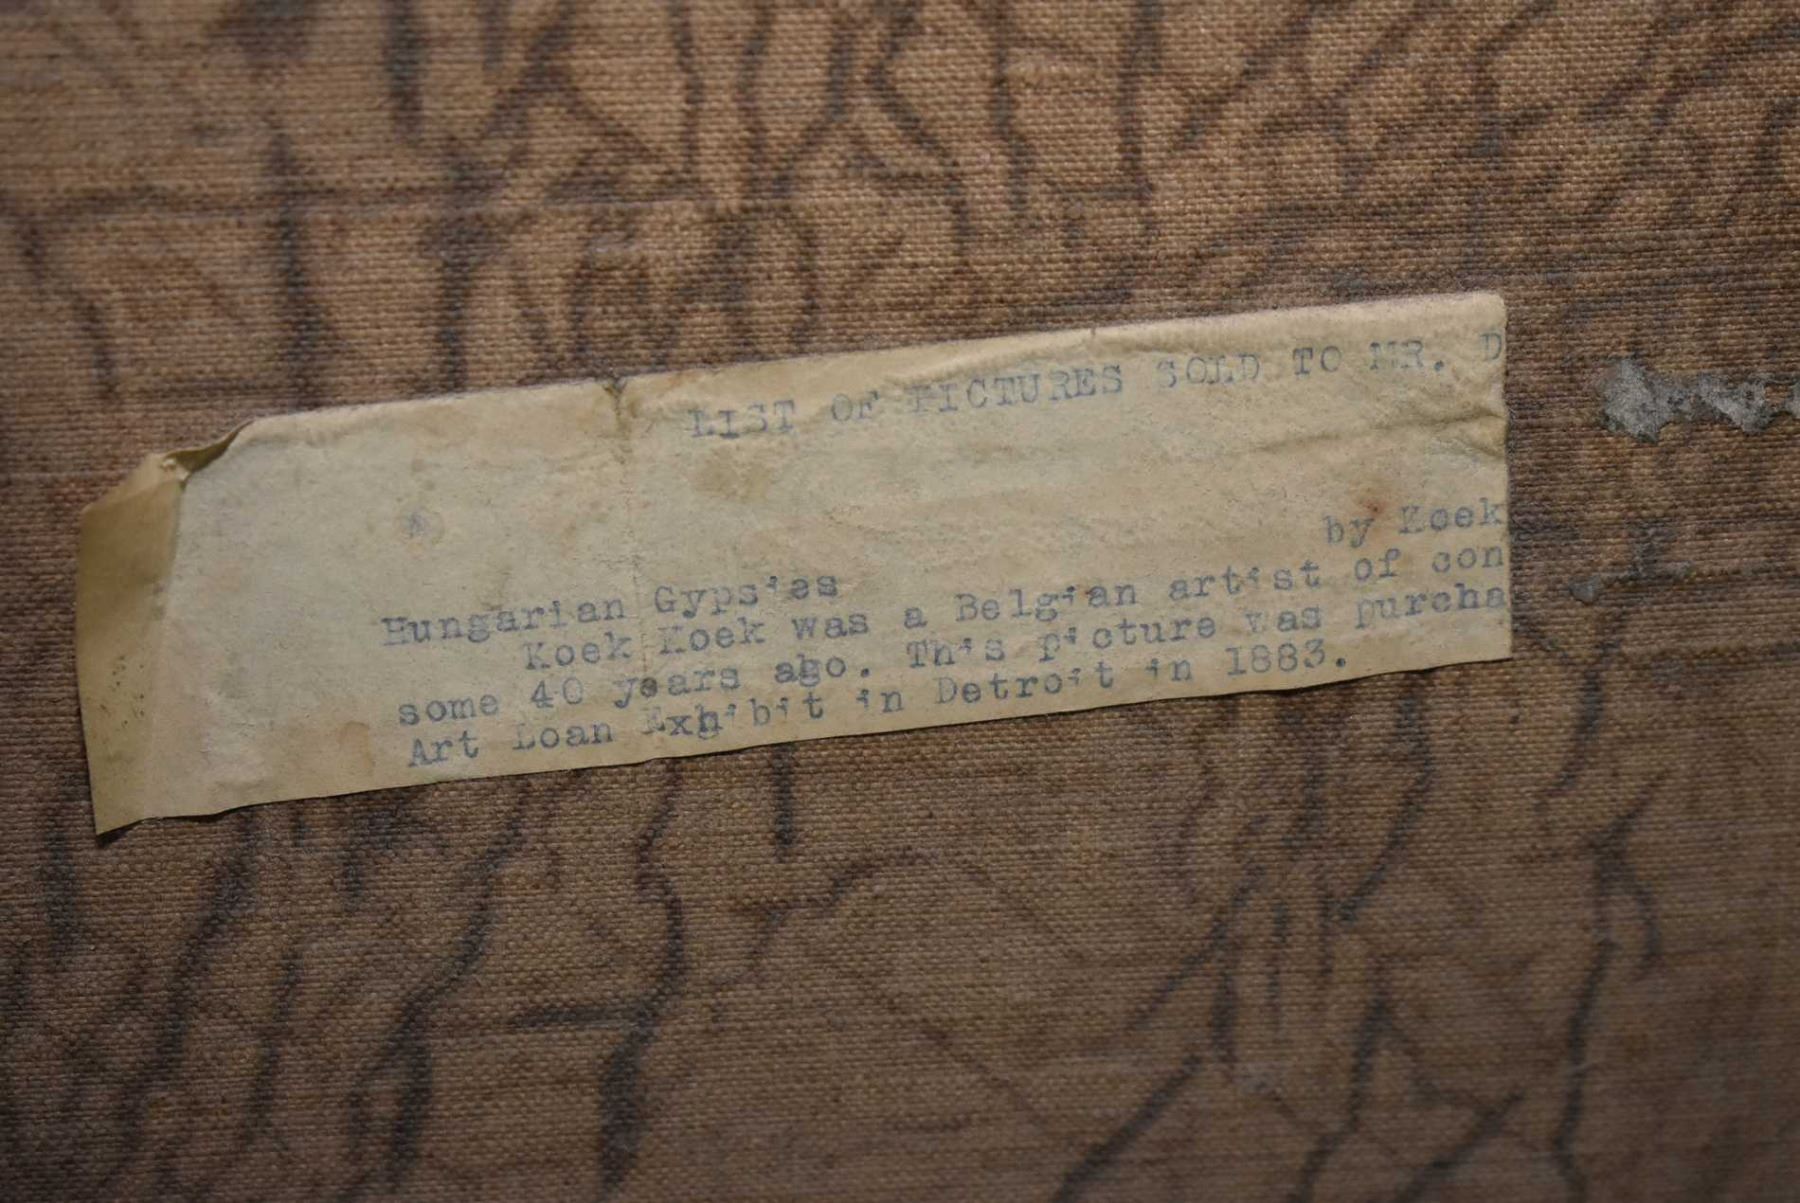 LIST OF PICTURES SOLD TO MR. D
by Koek
Hungarian Gypsies
Koek Koek was a Belgian artist of con
some 40 years ago. This picture was purcha
Art Loan Exhibit in Detroit in 1883.